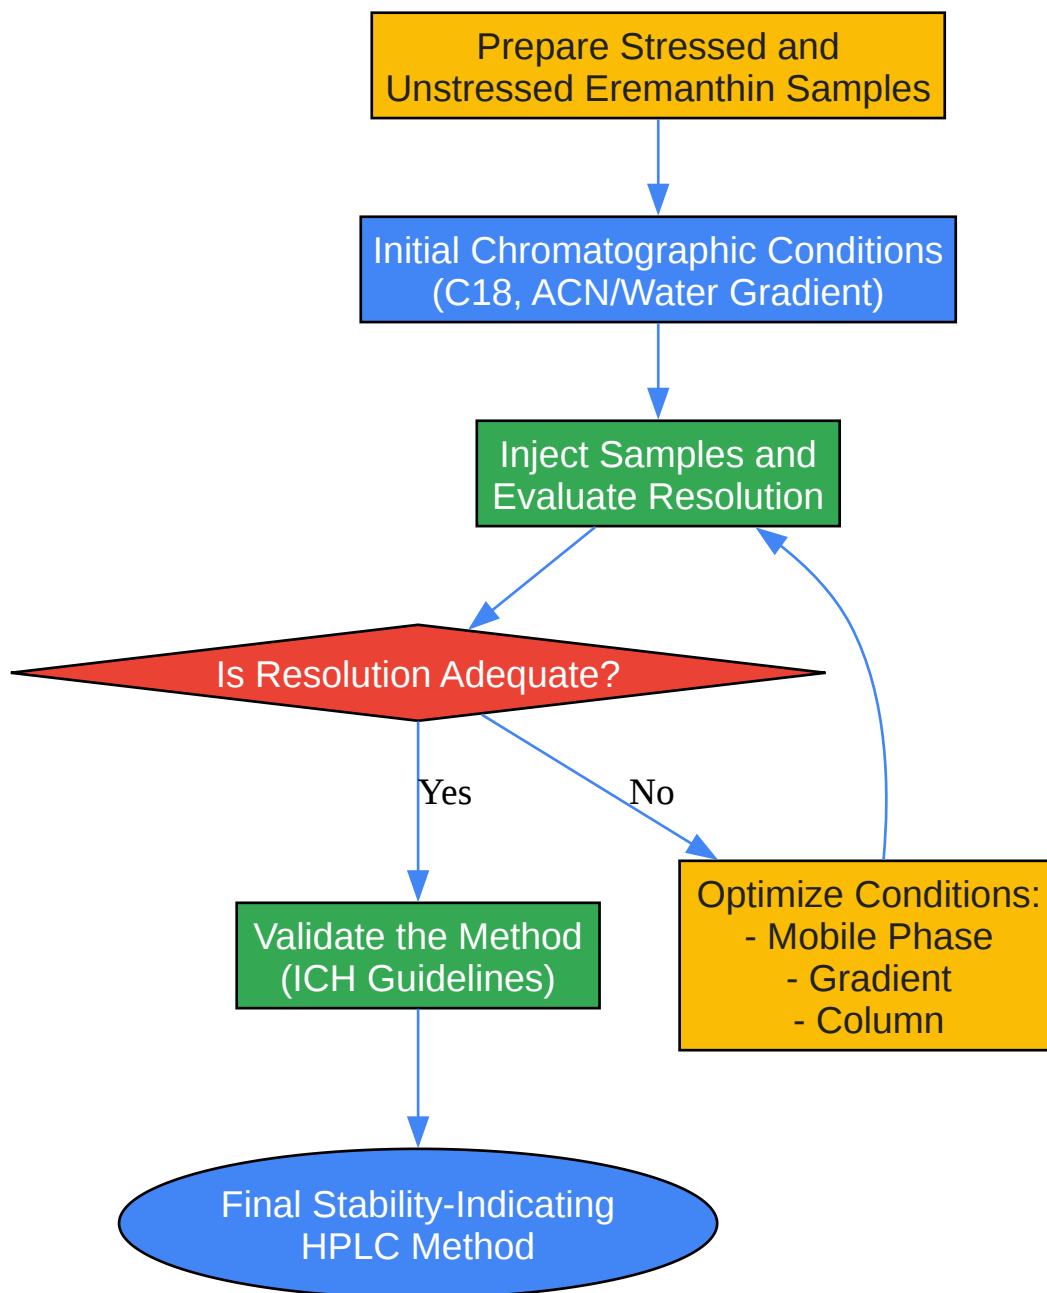 Prepare Stressed and
Unstressed Eremanthin Samples
Initial Chromatographic Conditions
(C18, ACN/Water Gradient)
Inject Samples and
Evaluate Resolution
Is Resolution Adequate?
Yes
No
Optimize Conditions:
- Mobile Phase
- Gradient
- Column
Validate the Method
(ICH Guidelines)
Final Stability-Indicating
HPLC Method